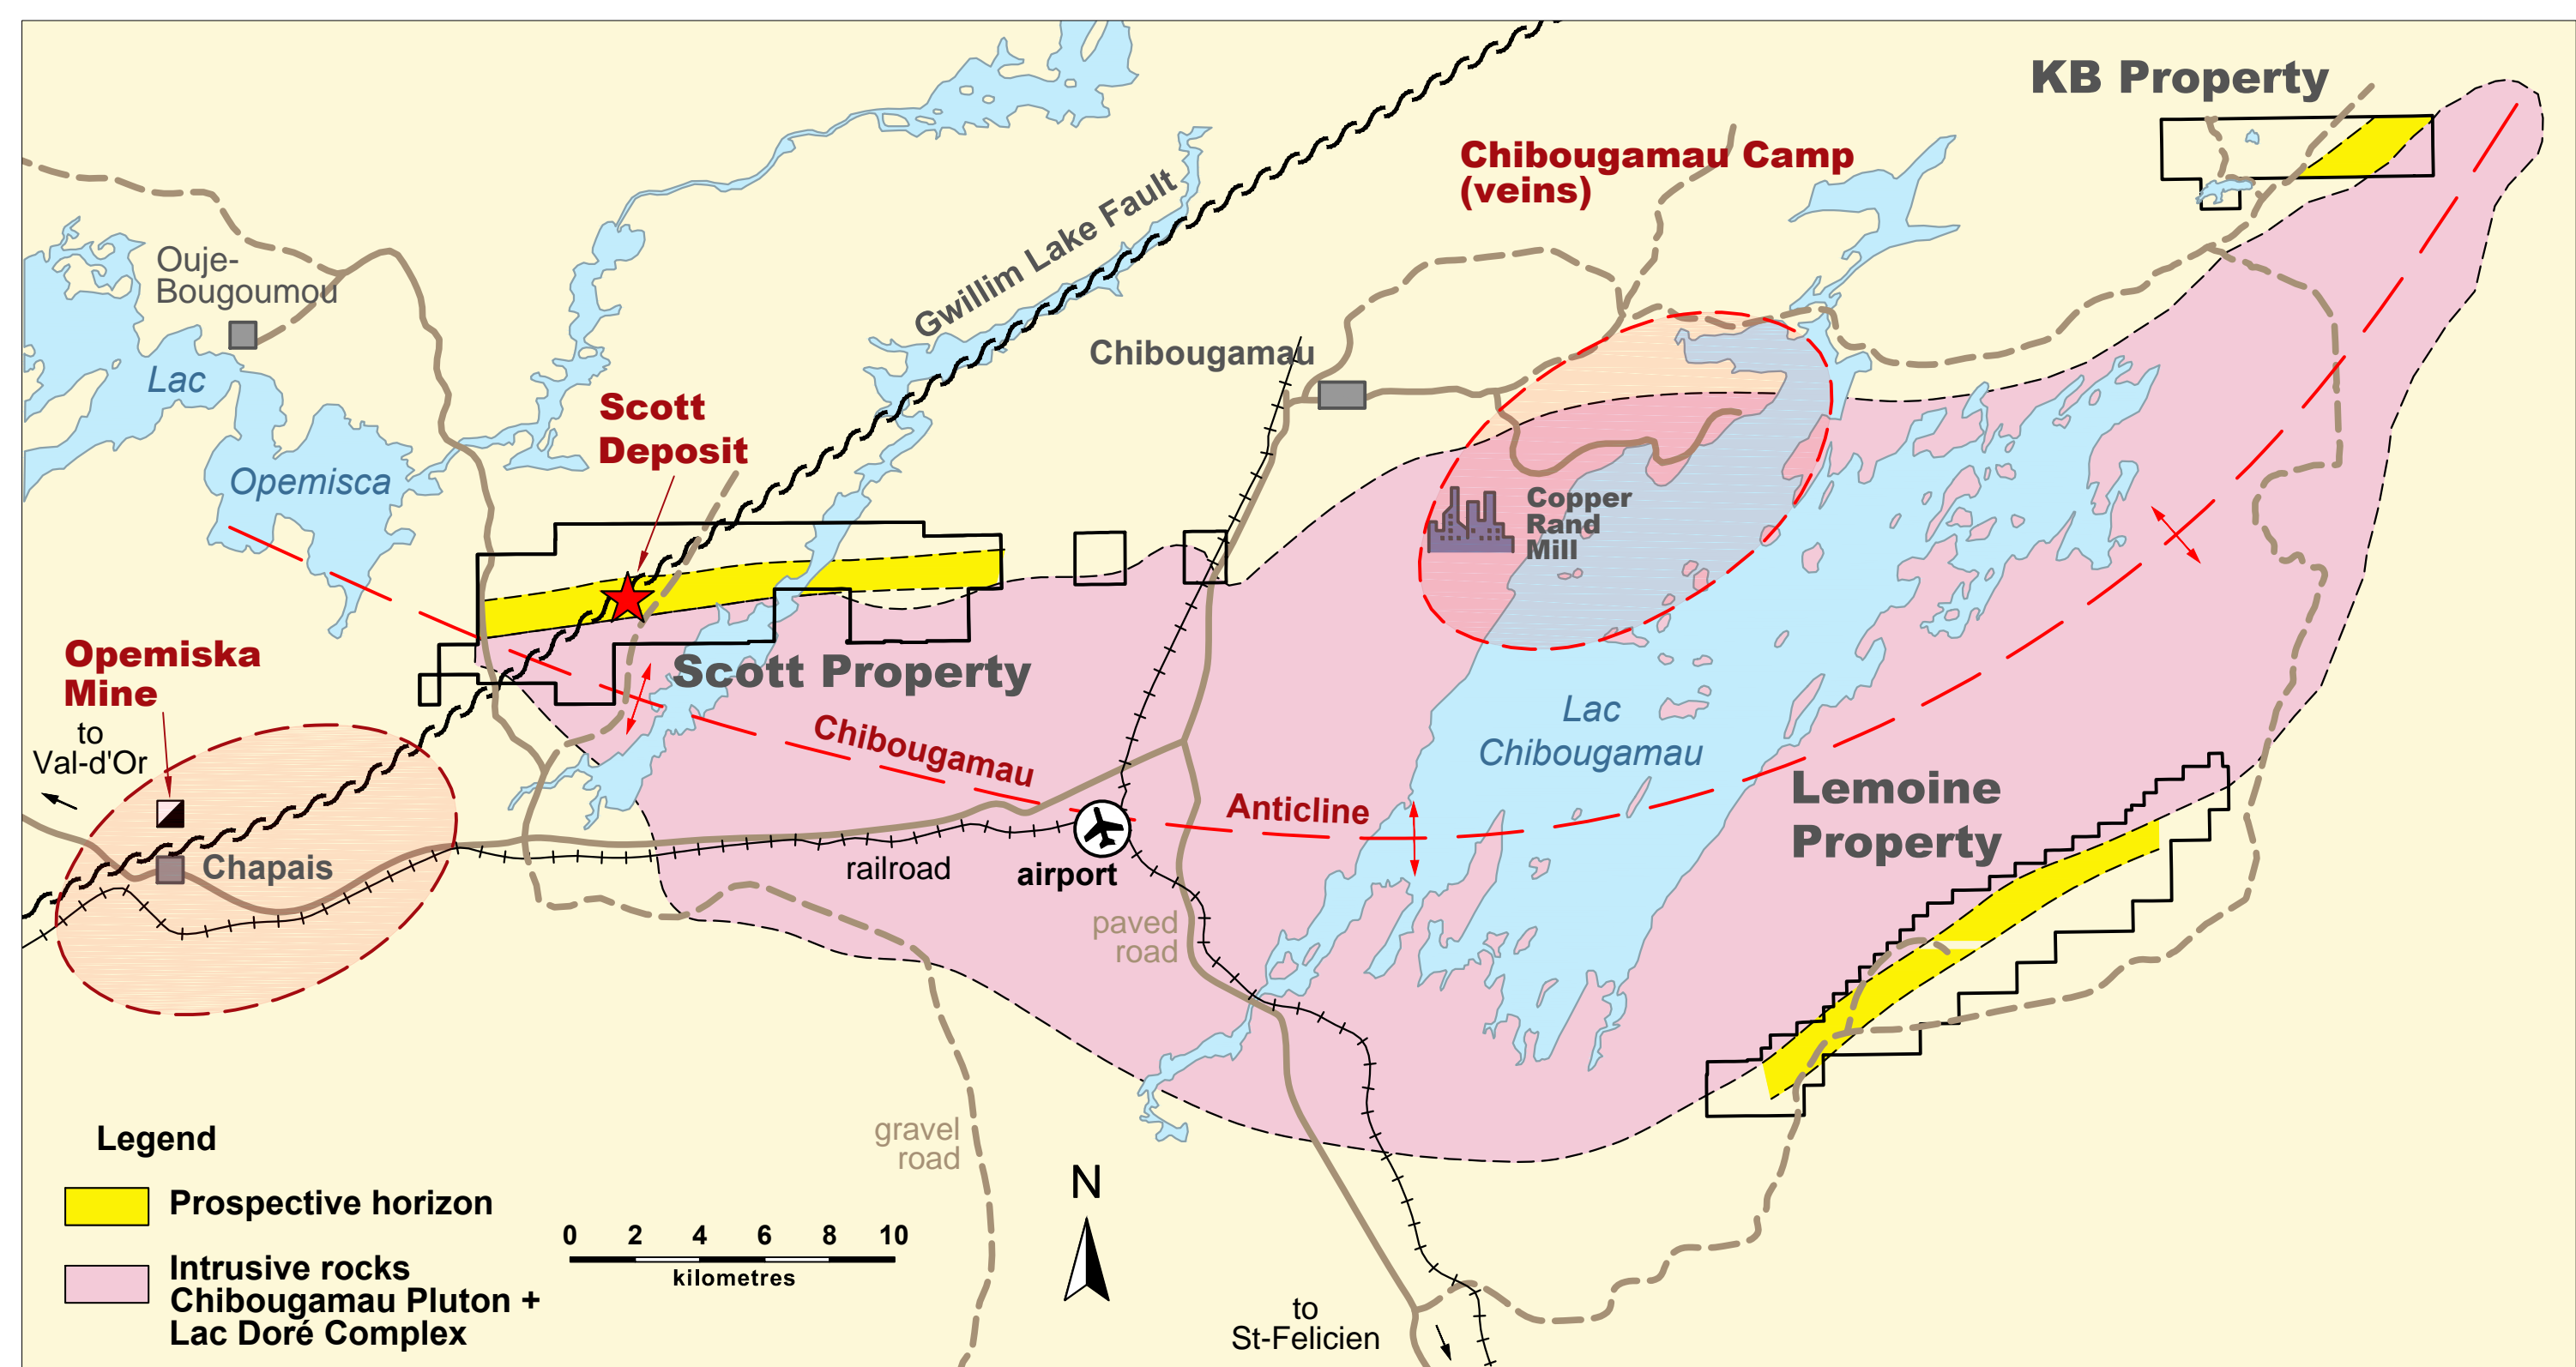 KB Property
Chibougamau Camp
(veins)
Gwillim Lake Fault
Ouje-
Bougoumou
Lac
Opemisca
Chibougamau
Scott
Deposit
Copper
Rand
Mill
Opemiska
Mine
to
Val-d'Or
Scott Property
Chibougamau
Anticline
Lac
Chibougamau
Lemoine
Property
Chapais
railroad
airport
paved
road
gravel
road
Legend
Prospective horizon
Intrusive rocks
Chibougamau Pluton +
Lac Doré Complex
0 2 4 6 8 10
kilometres
N
to
St-Felicien